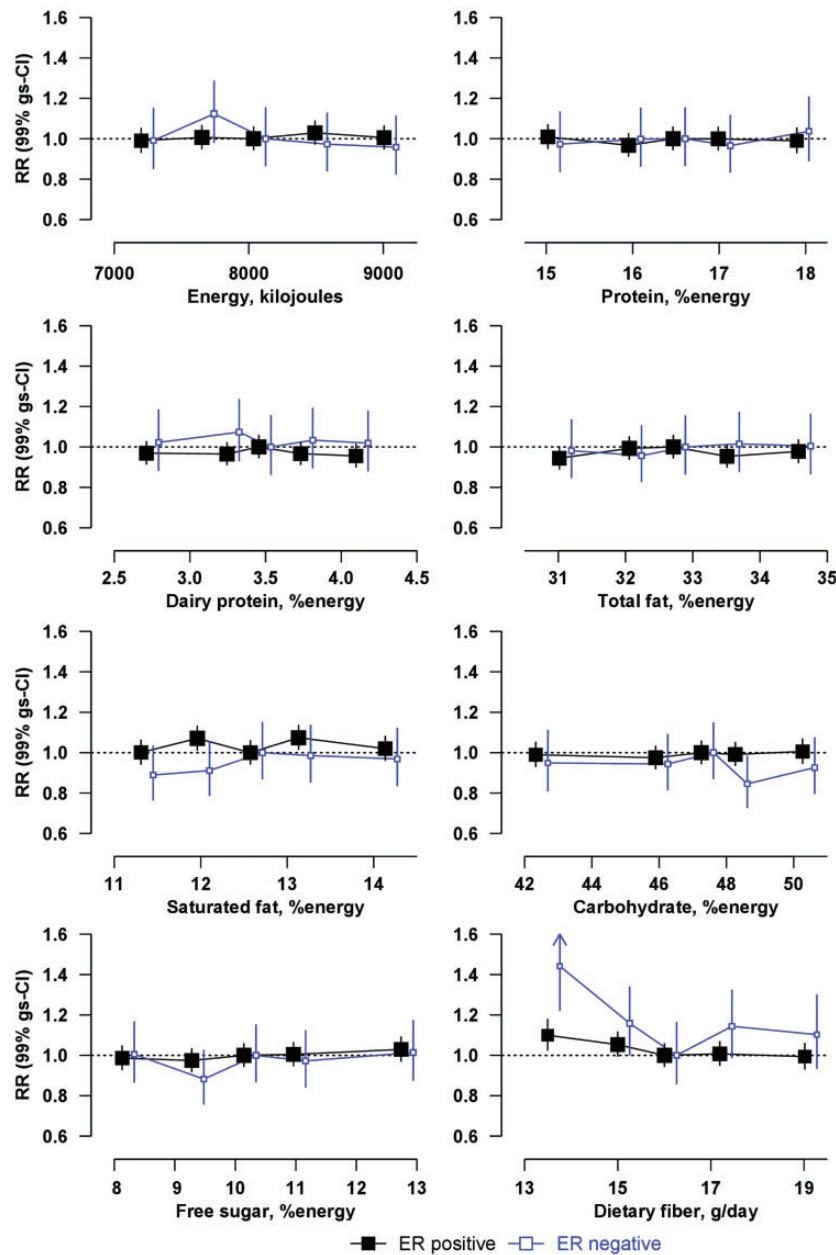 1.6
1.4
1.2
1.0
0.8
0.6
RR (99% gs-CI)
7000 8000 9000
Energy, kilojoules
1.6
1.4
1.2
1.0
0.8
0.6
15 16 17 18
Protein, %energy
1.6
1.4
1.2
1.0
0.8
0.6
RR (99% gs-CI)
2.5 3.0 3.5 4.0 4.5
Dairy protein, %energy
1.6
1.4
1.2
1.0
0.8
0.6
31 32 33 34 35
Total fat, %energy
1.6
1.4
1.2
1.0
0.8
0.6
RR (99% gs-CI)
11 12 13 14
Saturated fat, %energy
1.6
1.4
1.2
1.0
0.8
0.6
42 44 46 48 50
Carbohydrate, %energy
1.6
1.4
1.2
1.0
0.8
0.6
RR (99% gs-CI)
8 9 10 11 12 13
Free sugar, %energy
1.6
1.4
1.2
1.0
0.8
0.6
13 15 17 19
Dietary fiber, g/day
ER positive ER negative